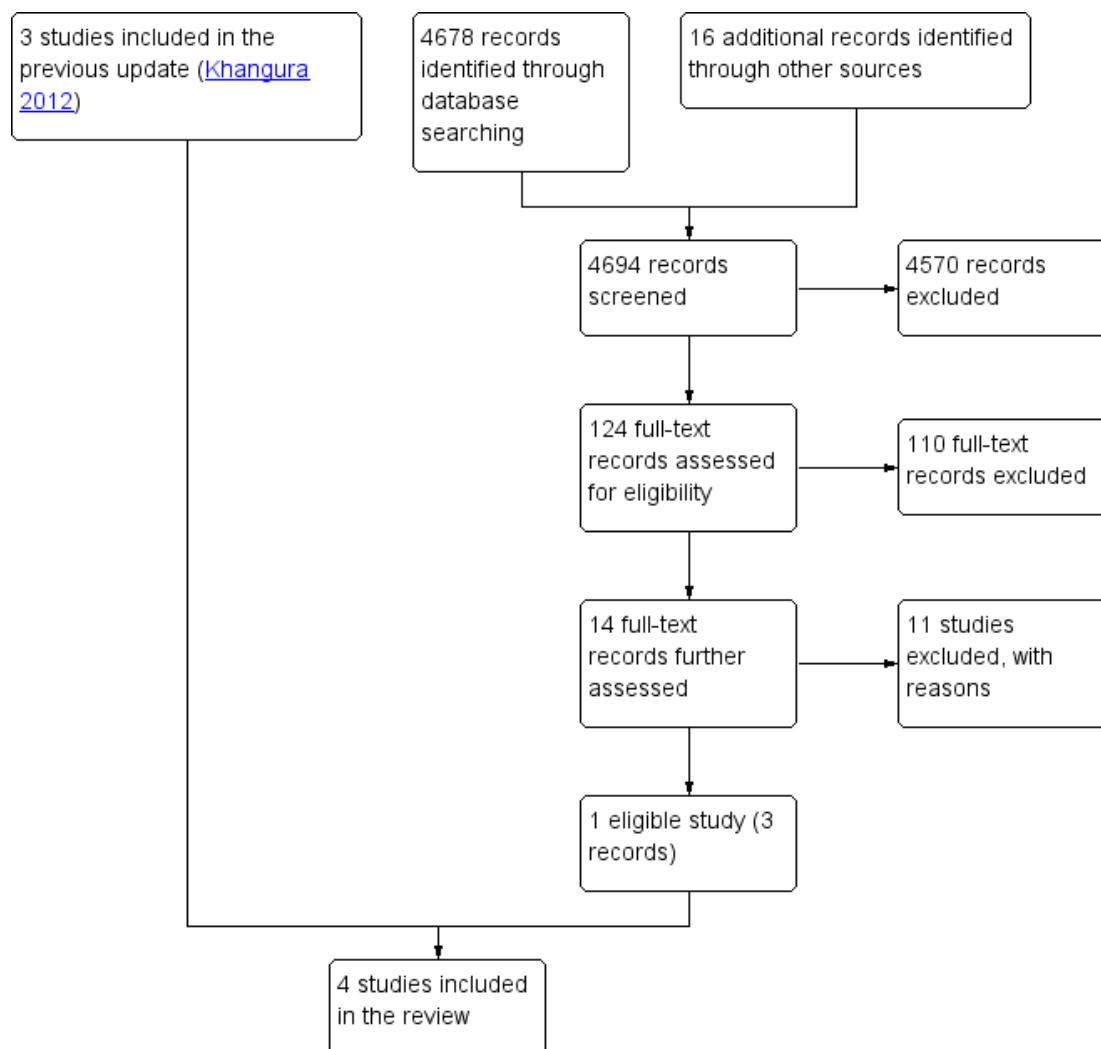 3 studies included in the
previous update (Khangura
2012)
4678 records
identified through
database
searching
16 additional records identified
through other sources
4694 records
screened
4570 records
excluded
124 full-text
records assessed
for eligibility
110 full-text
records excluded
14 full-text
records further
assessed
11 studies
excluded, with
reasons
1 eligible study (3
records)
4 studies included
in the review